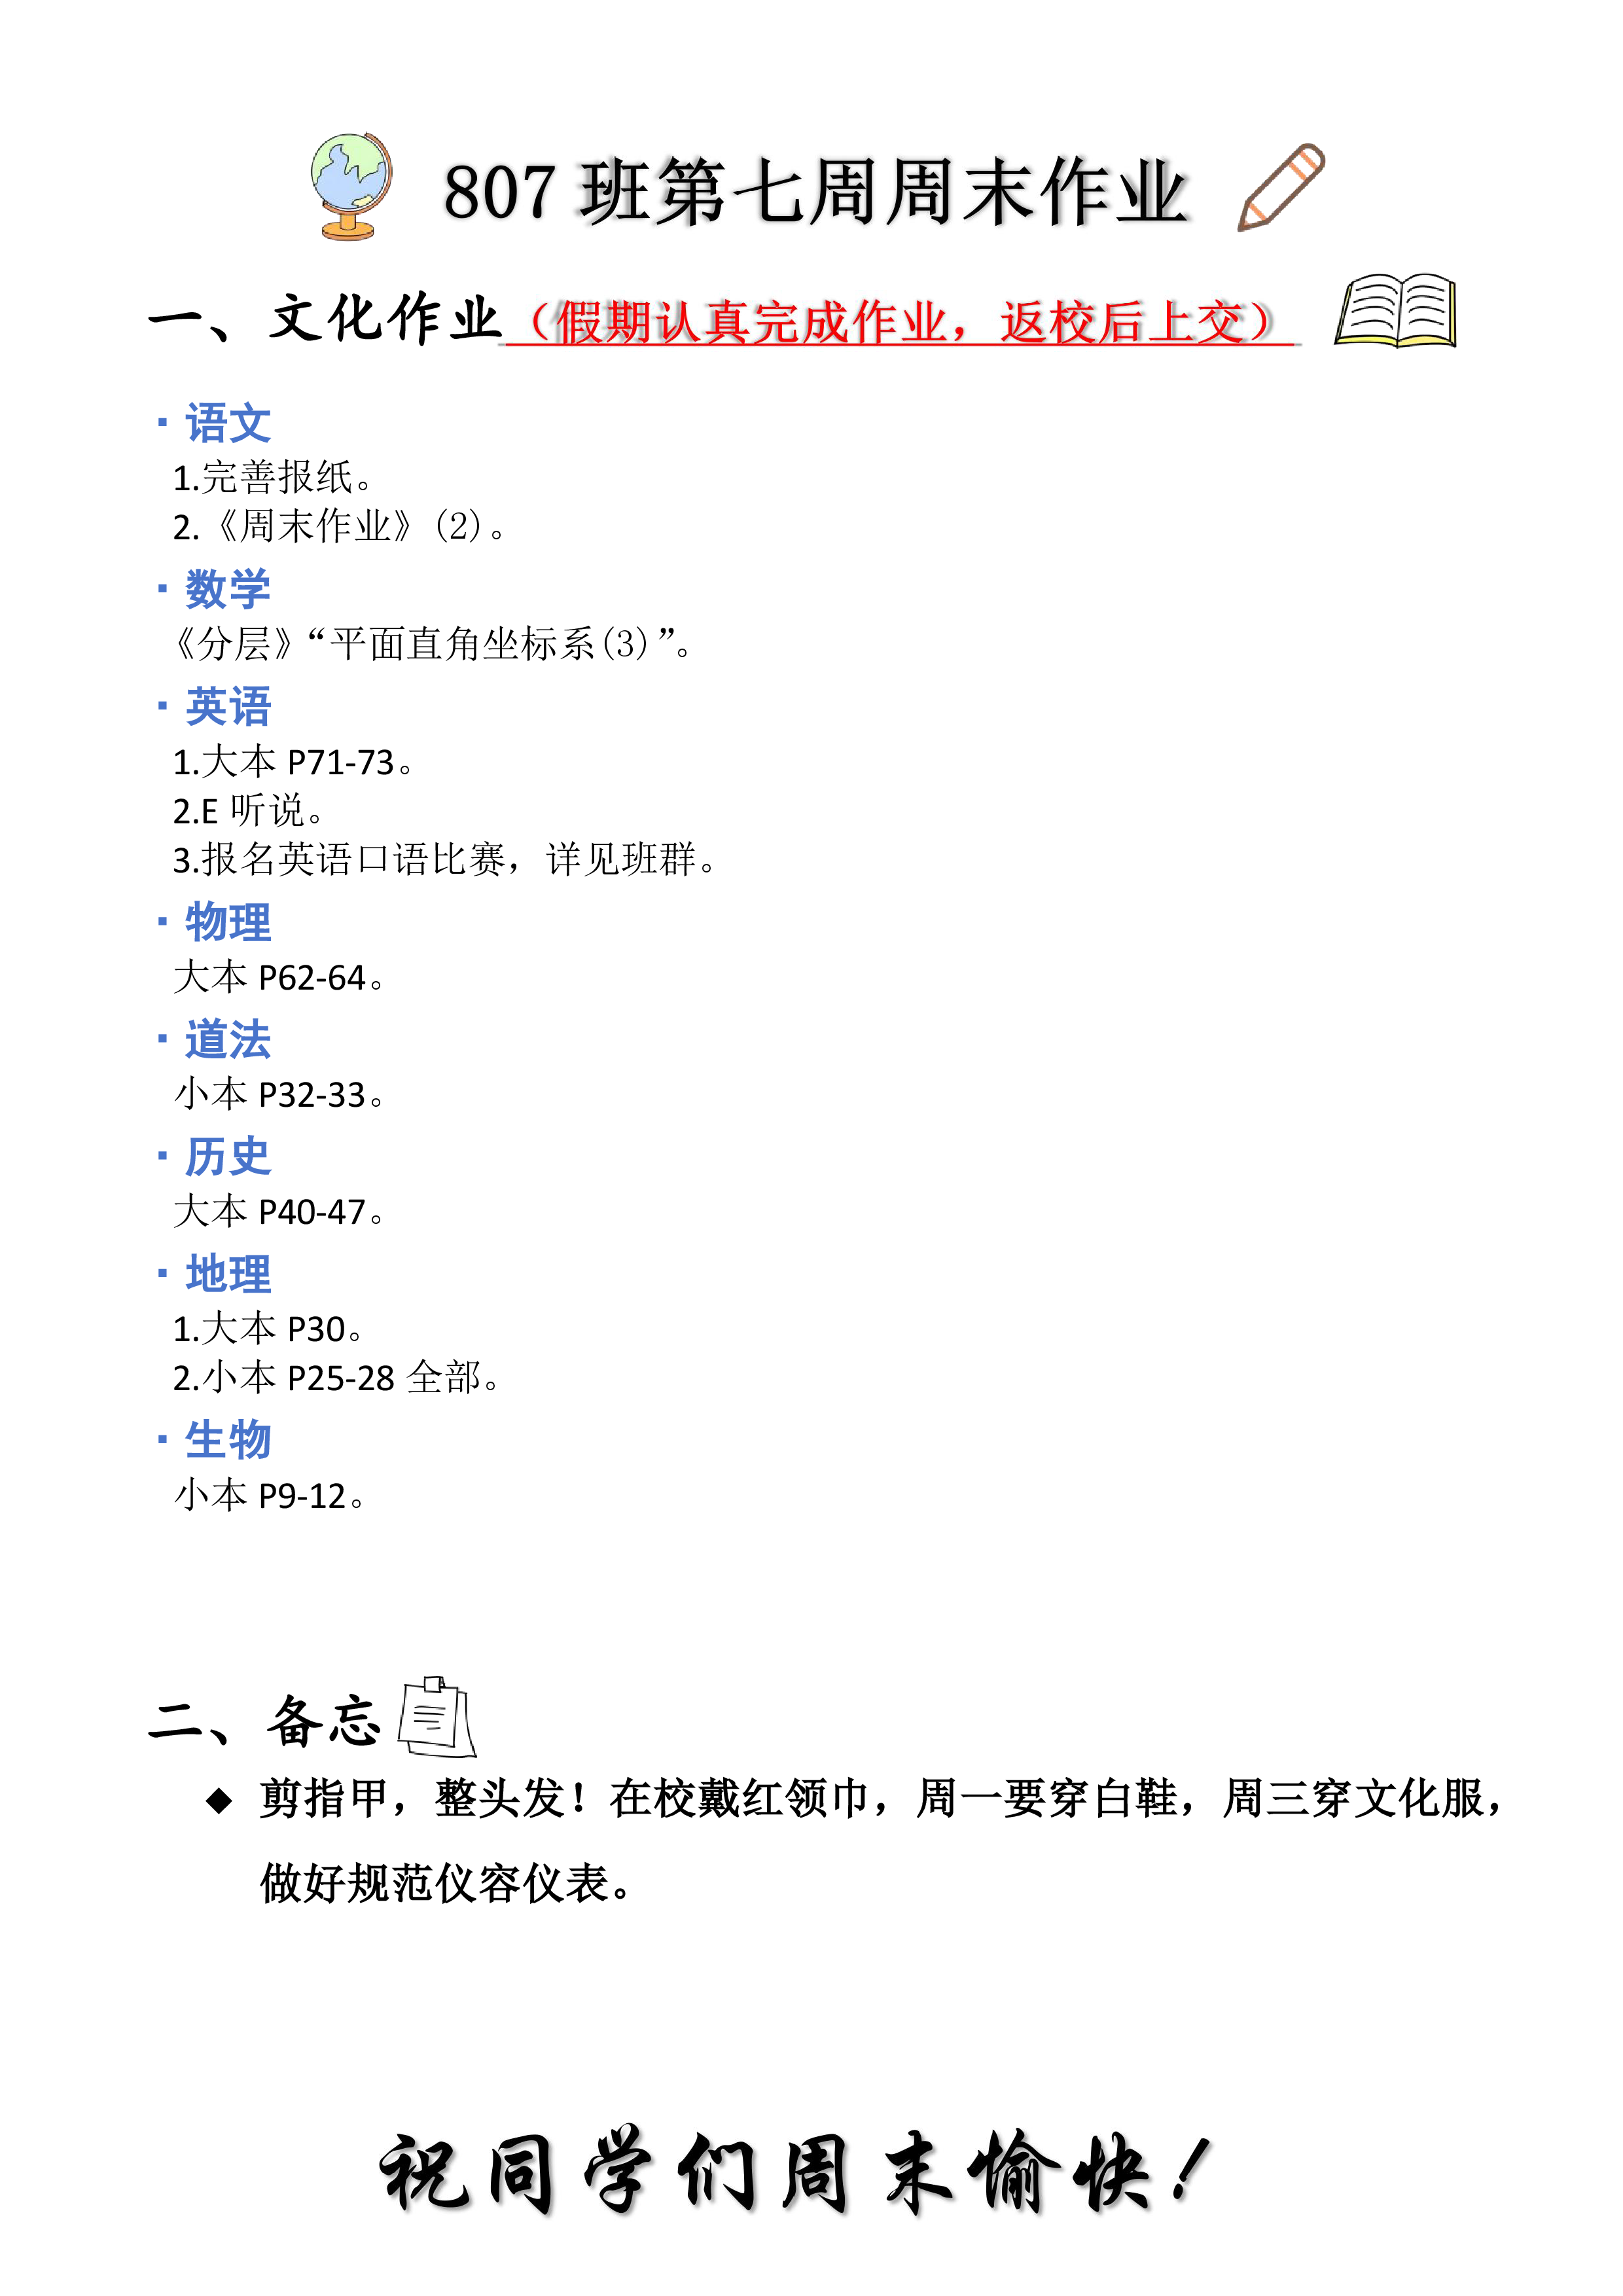 807 班第七周周末作业
一、文化作业（假期认真完成作业，返校后上交）
· 语文
1.完善报纸。
2.《周末作业》(2)。
· 数学
《分层》“平面直角坐标系(3)”。
· 英语
1.大本 P71-73。
2.E 听说。
3.报名英语口语比赛，详见班群。
· 物理
大本 P62-64。
· 道法
小本 P32-33。
· 历史
大本 P40-47。
· 地理
1.大本 P30。
2.小本 P25-28 全部。
· 生物
小本 P9-12。
二、备忘
◆ 剪指甲，整头发！在校戴红领巾，周一要穿白鞋，周三穿文化服，
做好规范仪容仪表。
祝同学们周末愉快！